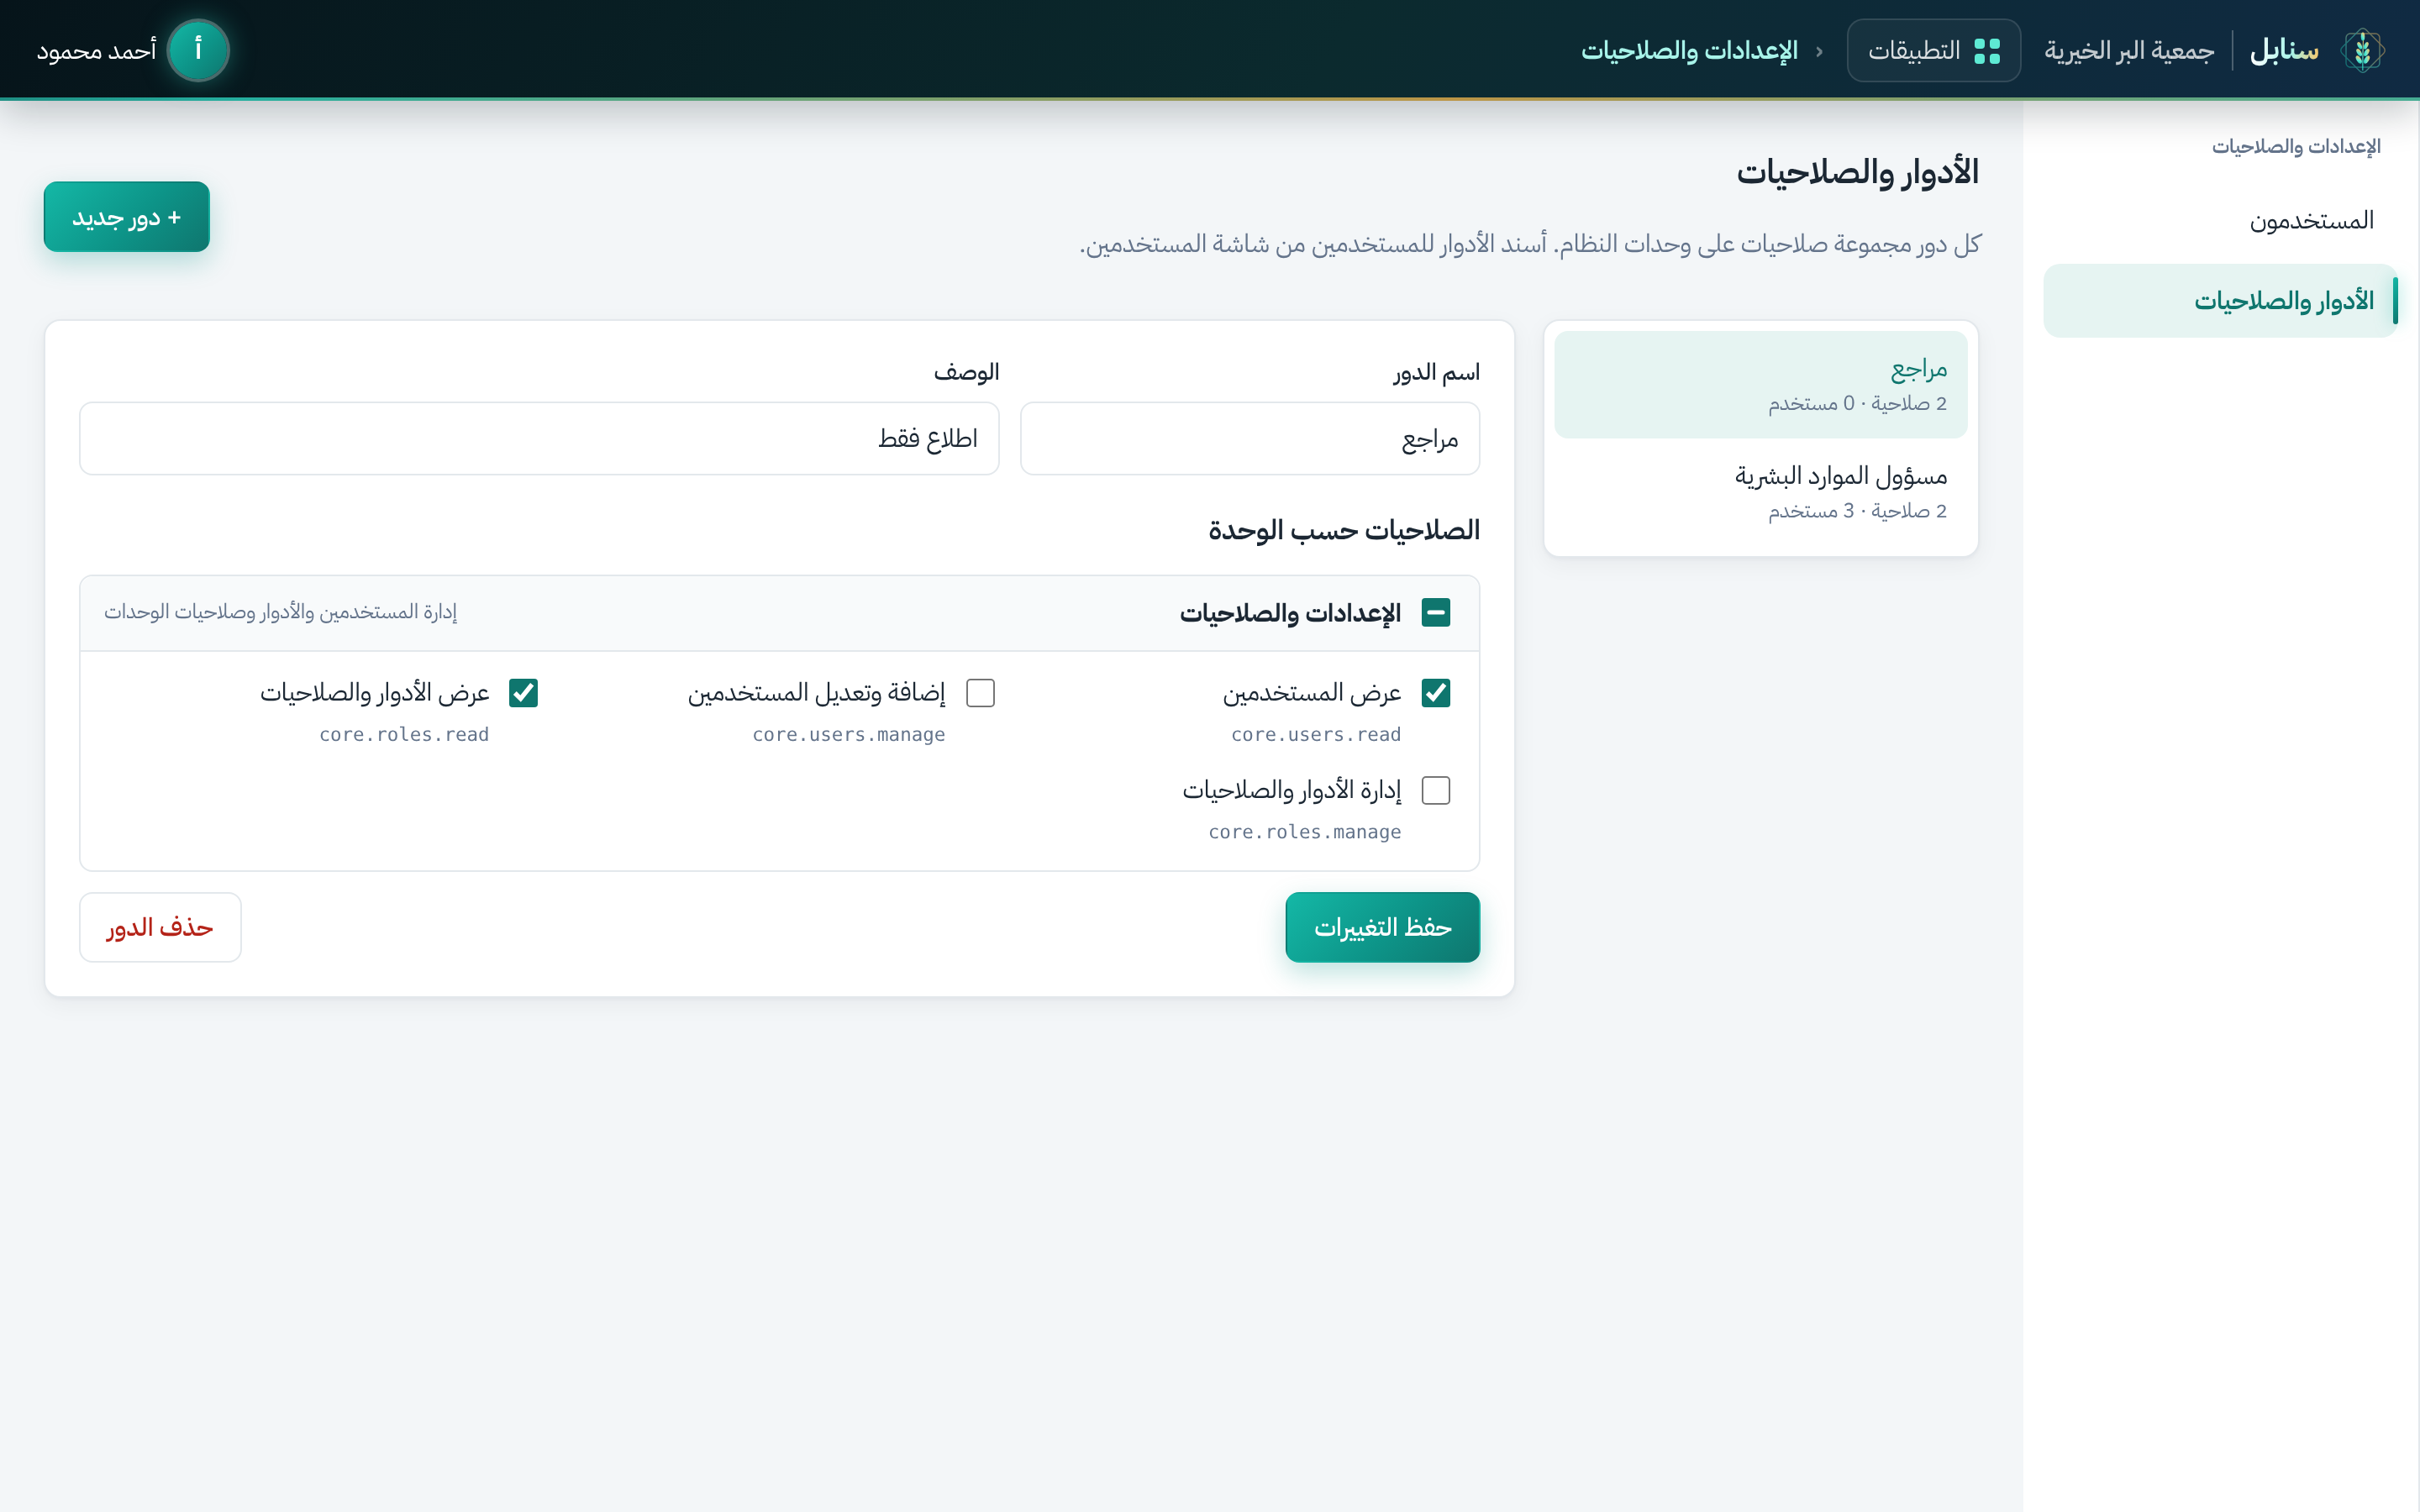 سنابل
جمعية البر الخيرية
التطبيقات
‹
الإعدادات والصلاحيات
أ
أحمد محمود
الإعدادات والصلاحيات
المستخدمون
الأدوار والصلاحيات
الأدوار والصلاحيات
كل دور مجموعة صلاحيات على وحدات النظام. أسند الأدوار للمستخدمين من شاشة المستخدمين.
+ دور جديد
مراجع
2 صلاحية · 0 مستخدم
مسؤول الموارد البشرية
2 صلاحية · 3 مستخدم
اسم الدور
مراجع
الوصف
اطلاع فقط
الصلاحيات حسب الوحدة
الإعدادات والصلاحيات
إدارة المستخدمين والأدوار وصلاحيات الوحدات
عرض المستخدمين
core.users.read
إضافة وتعديل المستخدمين
core.users.manage
عرض الأدوار والصلاحيات
core.roles.read
إدارة الأدوار والصلاحيات
core.roles.manage
حفظ التغييرات
حذف الدور